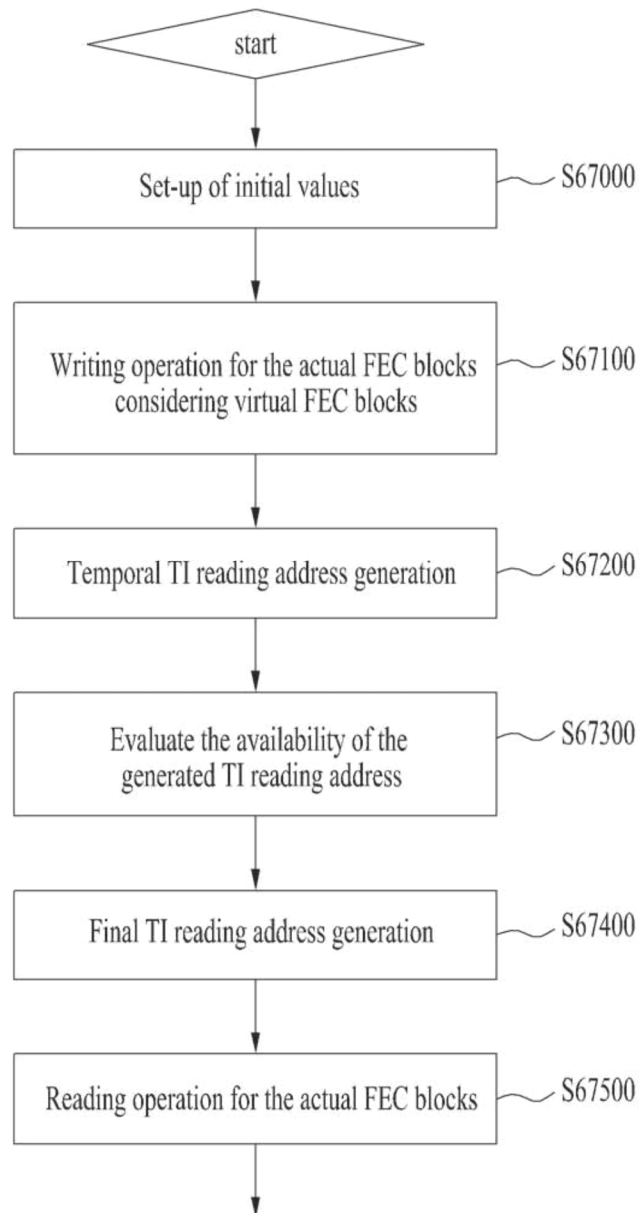 start
Set-up of initial values
S67000
Writing operation for the actual FEC blocks
considering virtual FEC blocks
S67100
Temporal TI reading address generation
S67200
Evaluate the availability of the
generated TI reading address
S67300
Final TI reading address generation
S67400
Reading operation for the actual FEC blocks
S67500